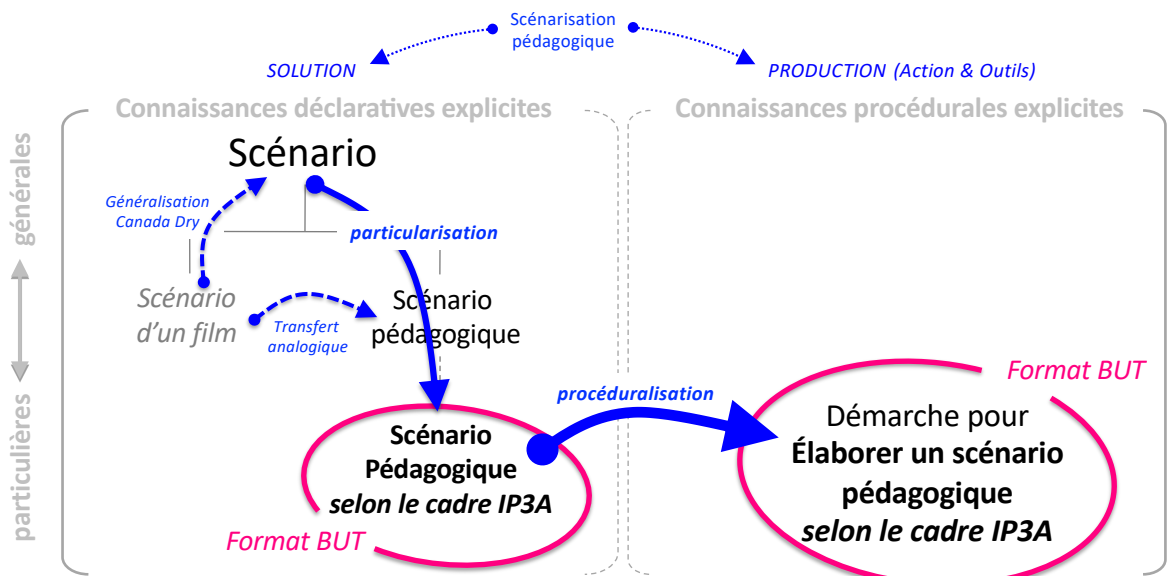 Scénarisation
pédagogique
SOLUTION
PRODUCTION (Action & Outils)
Connaissances déclaratives explicites
Connaissances procédurales explicites
générales
particulières
Scénario
Généralisation
Canada Dry
particularisation
Scénario
d'un film
Transfert
analogique
Scénario
pédagogique
Scénario
Pédagogique
selon le cadre IP3A
Format BUT
procéduralisation
Format BUT
Démarche pour
Élaborer un scénario
pédagogique
selon le cadre IP3A